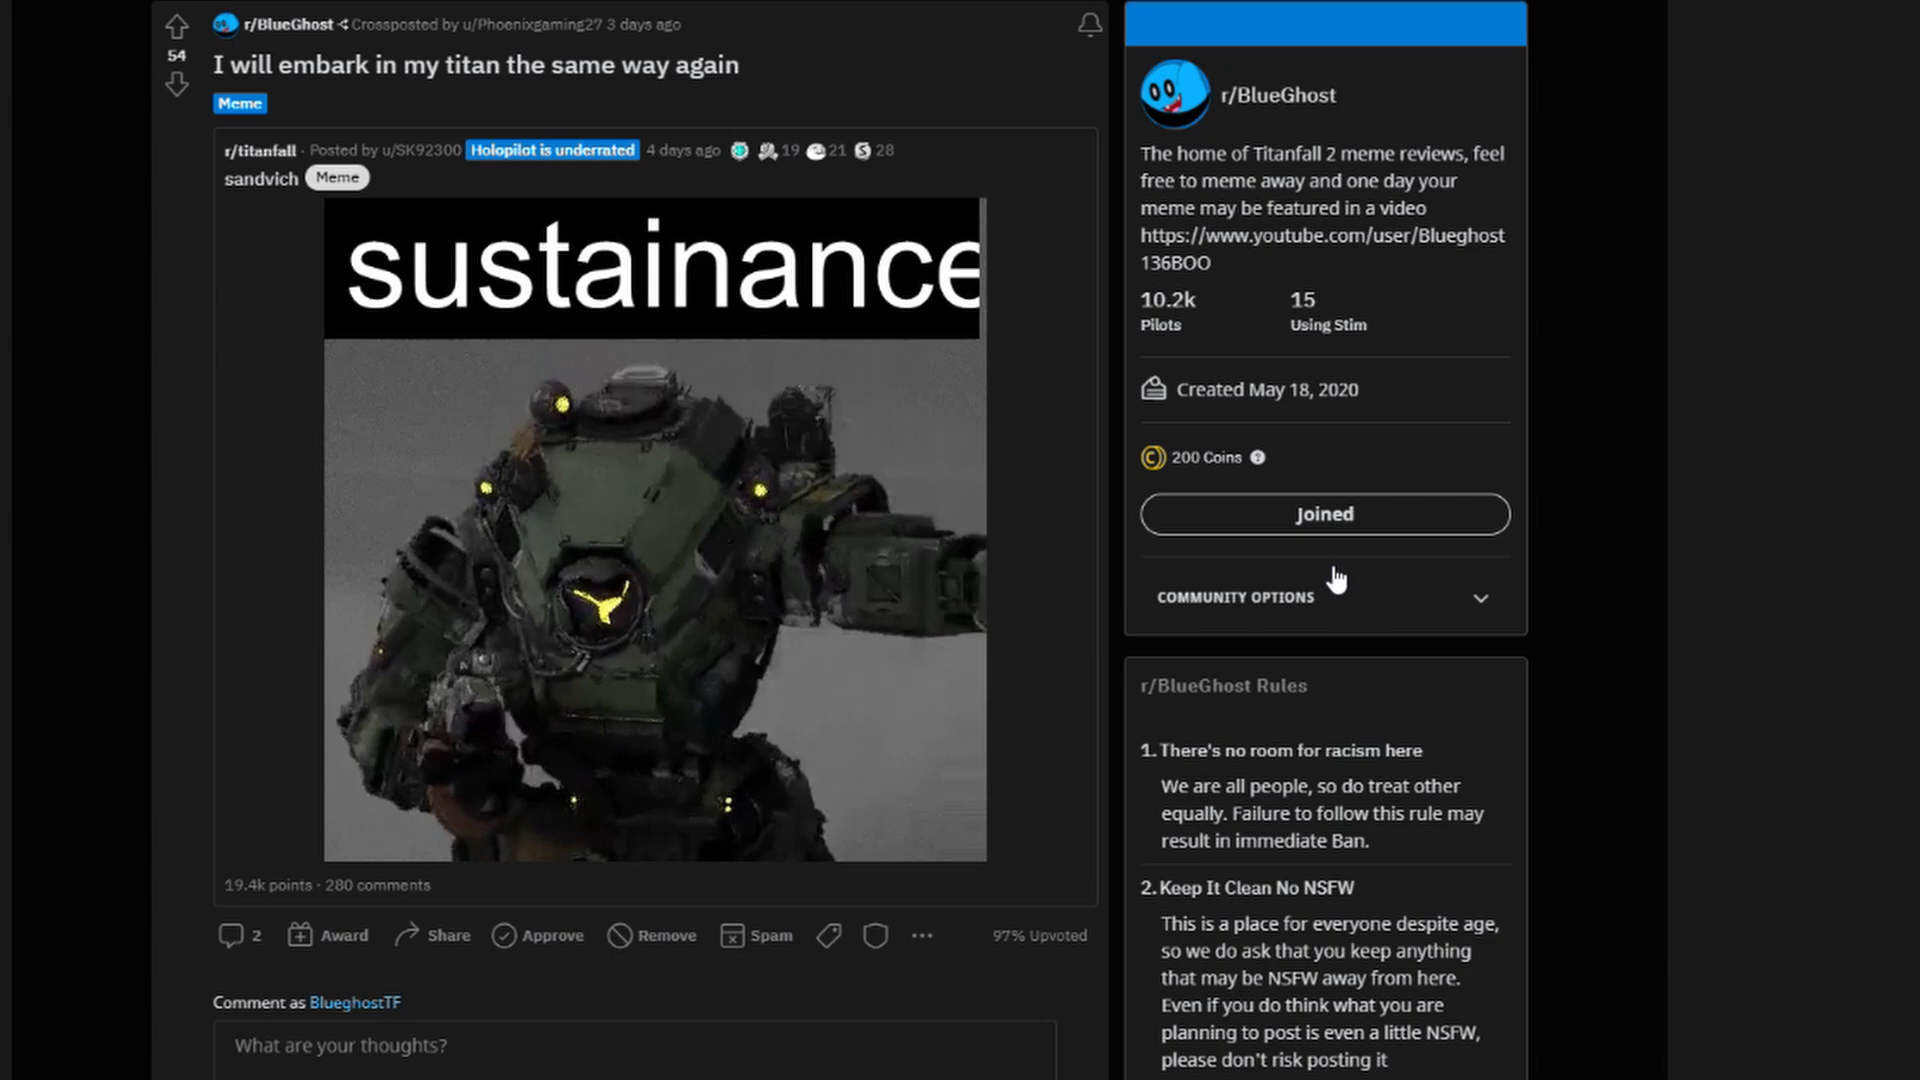 r/BlueGhost Crossposted by u/Phoenixgaming27 3 days ago
54
I will embark in my titan the same way again
Meme
r/titanfall · Posted by u/SK92300 Holopilot is underrated 4 days ago 19 21 28
sandvich Meme
sustainance
19.4k points · 280 comments
2 Award Share Approve Remove Spam ··· 97% Upvoted
Comment as BlueghostTF
What are your thoughts?
r/BlueGhost
The home of Titanfall 2 meme reviews, feel
free to meme away and one day your
meme may be featured in a video
https://www.youtube.com/user/Blueghost
136BOO
10.2k 15
Pilots Using Stim
Created May 18, 2020
200 Coins ?
Joined
COMMUNITY OPTIONS
r/BlueGhost Rules
1. There's no room for racism here
We are all people, so do treat other
equally. Failure to follow this rule may
result in immediate Ban.
2. Keep It Clean No NSFW
This is a place for everyone despite age,
so we do ask that you keep anything
that may be NSFW away from here.
Even if you do think what you are
planning to post is even a little NSFW,
please don't risk posting it